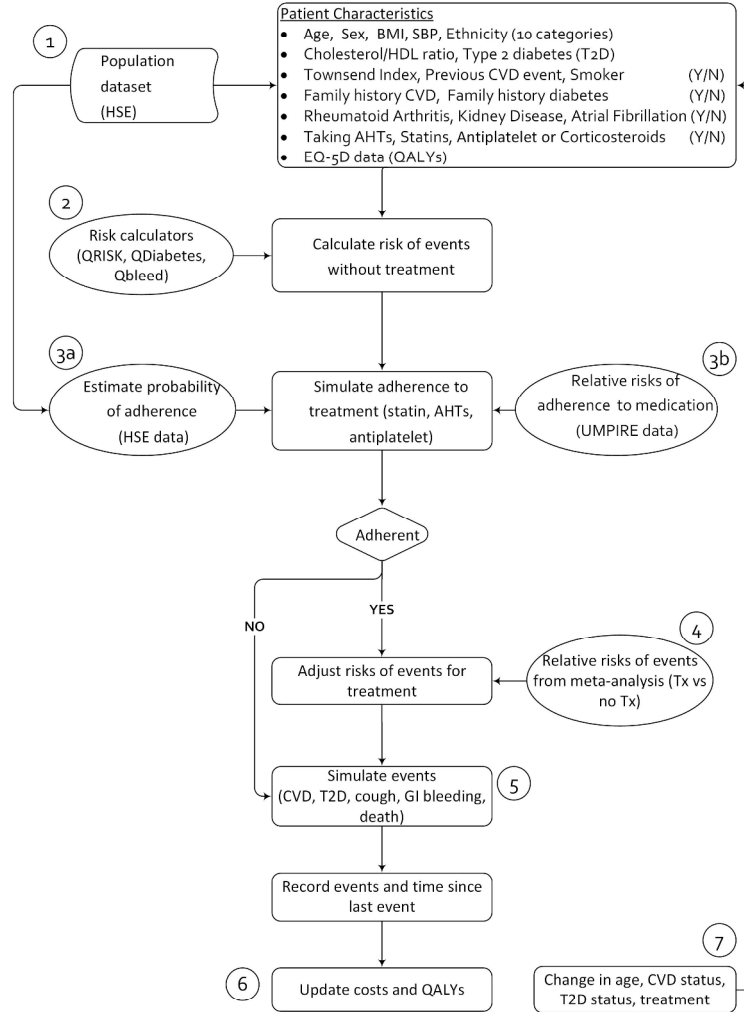 Patient Characteristics
1
• Age, Sex, BMI, SBP, Ethnicity (10 categories)
• Cholesterol/HDL ratio, Type 2 diabetes (T2D)
• Townsend Index, Previous CVD event, Smoker (Y/N)
• Family history CVD, Family history diabetes (Y/N)
• Rheumatoid Arthritis, Kidney Disease, Atrial Fibrillation (Y/N)
• Taking AHTs, Statins, Antiplatelet or Corticosteroids (Y/N)
• EQ-5D data (QALYs)
Population
dataset
(HSE)
2
Risk calculators
(QRISK, QDiabetes,
Qbleed)
Calculate risk of events
without treatment
3a
Estimate probability
of adherence
(HSE data)
Simulate adherence to
treatment (statin, AHTs,
antiplatelet)
3b
Relative risks of
adherence to medication
(UMPIRE data)
Adherent
NO
YES
4
Adjust risks of events for
treatment
Relative risks of events
from meta-analysis (Tx vs
no Tx)
Simulate events
(CVD, T2D, cough, GI bleeding,
death)
5
Record events and time since
last event
6
Update costs and QALYs
7
Change in age, CVD status,
T2D status, treatment